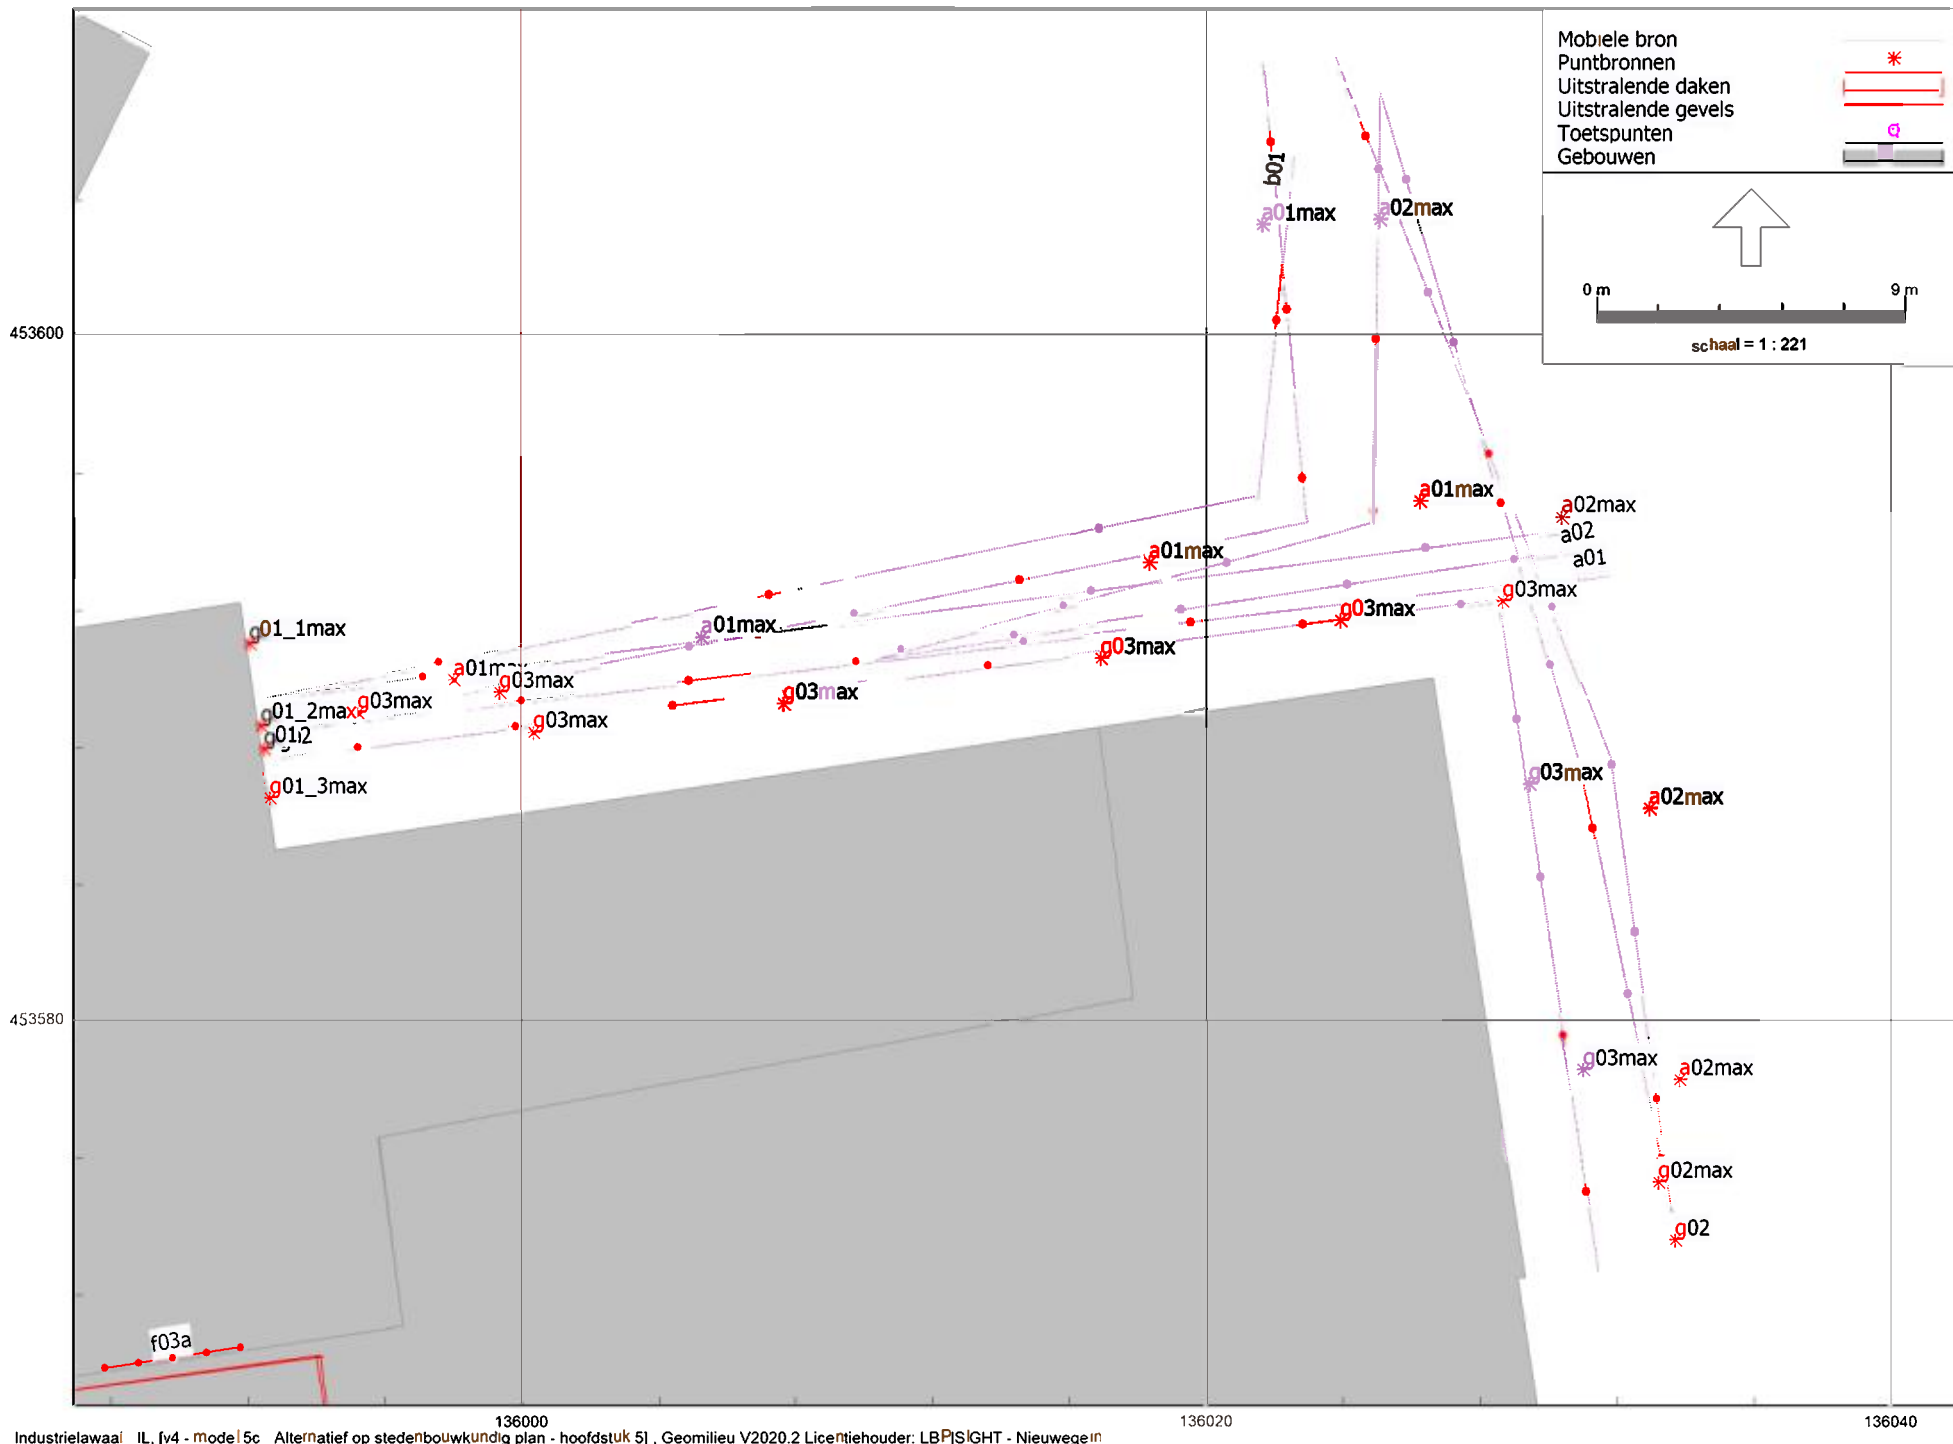 Mobiele bron
Puntbronnen
Uitstralende daken
Uitstralende gevels
Toetspunten
Gebouwen
0 m 9 m
schaal = 1 : 221
b01
a01max
a02max
453600
a01max
a02max
a02
a01
a01max
g03max
g03max
g01_1max
a01max
g03max
a01max
g03max
g03max
g03max
g01_2max
g03max
g01_3max
g03max
a02max
453580
g03max
a02max
g02max
g02
f03a
136000 136020 136040
Industrielawaai IL, [v4 - model 5c Alternatief op stedenbouwkundig plan - hoofdstuk 5] , Geomilieu V2020.2 Licentiehouder: LBPSIGHT - Nieuwegein